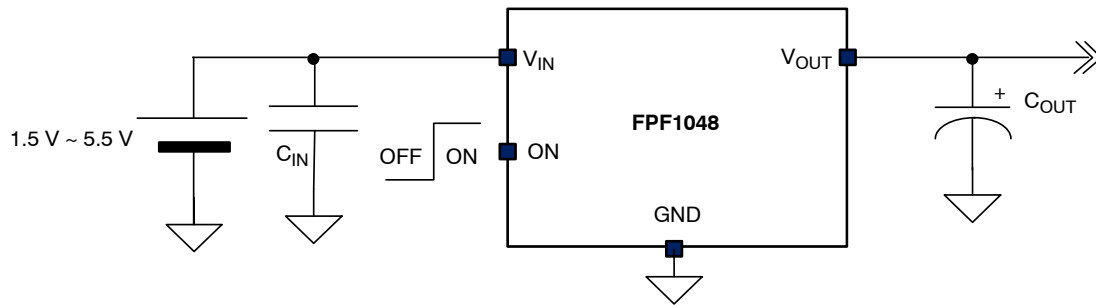 V_IN
V_OUT
+
C_OUT
1.5 V ~ 5.5 V
C_IN
OFF
ON
ON
FPF1048
GND